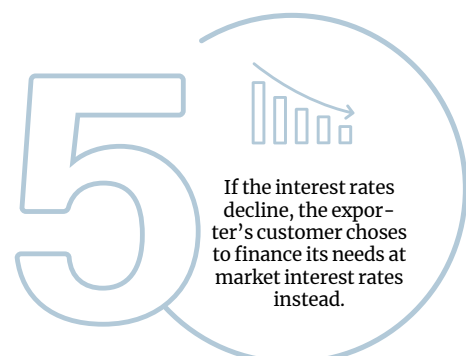 5
If the interest rates
decline, the expor-
ter's customer choses
to finance its needs at
market interest rates
instead.